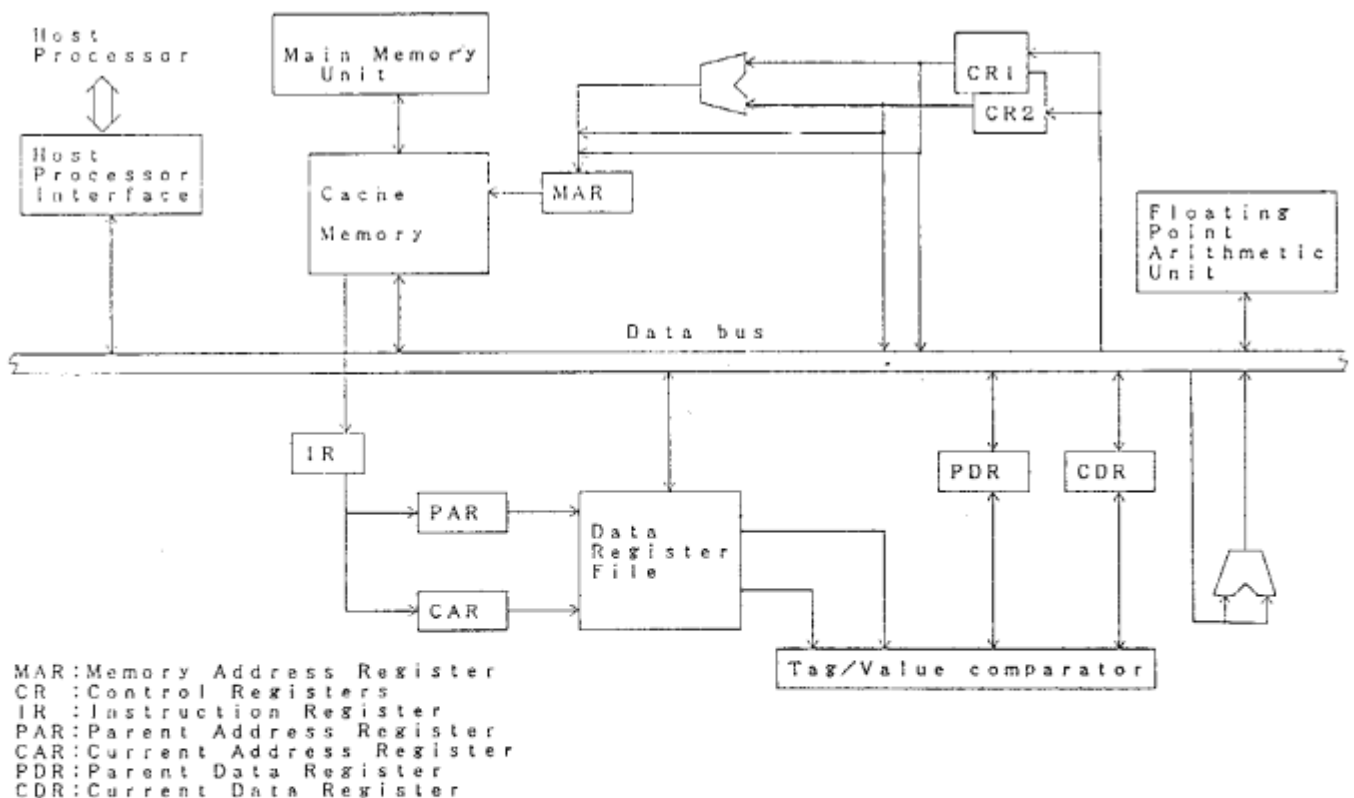 Host
Processor
Main Memory
Unit
CR1
CR2
Host
Processor
Interface
Cache
Memory
MAR
Floating
Point
Arithmetic
Unit
Data bus
IR
PDR
CDR
PAR
Data
Register
File
CAR
Tag/Value comparator
MAR:Memory Address Register
CR :Control Registers
IR :Instruction Register
PAR:Parent Address Register
CAR:Current Address Register
PDR:Parent Data Register
CDR:Current Data Register